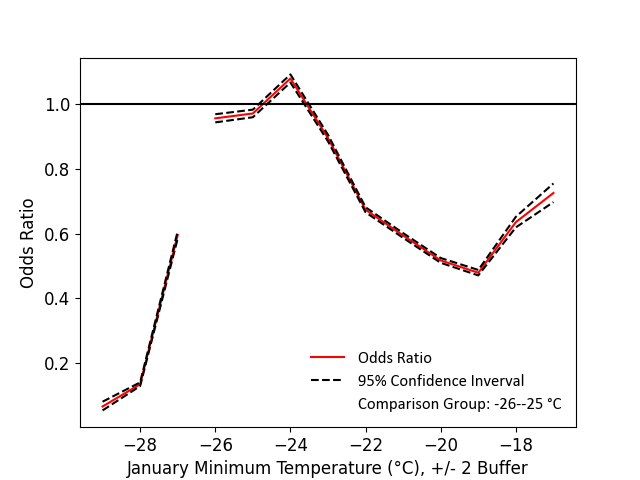 1.0
0.8
0.6
0.4
0.2
Odds Ratio
Odds Ratio
95% Confidence Inverval
Comparison Group: -26--25 °C
−28 −26 −24 −22 −20 −18
January Minimum Temperature (°C), +/- 2 Buffer